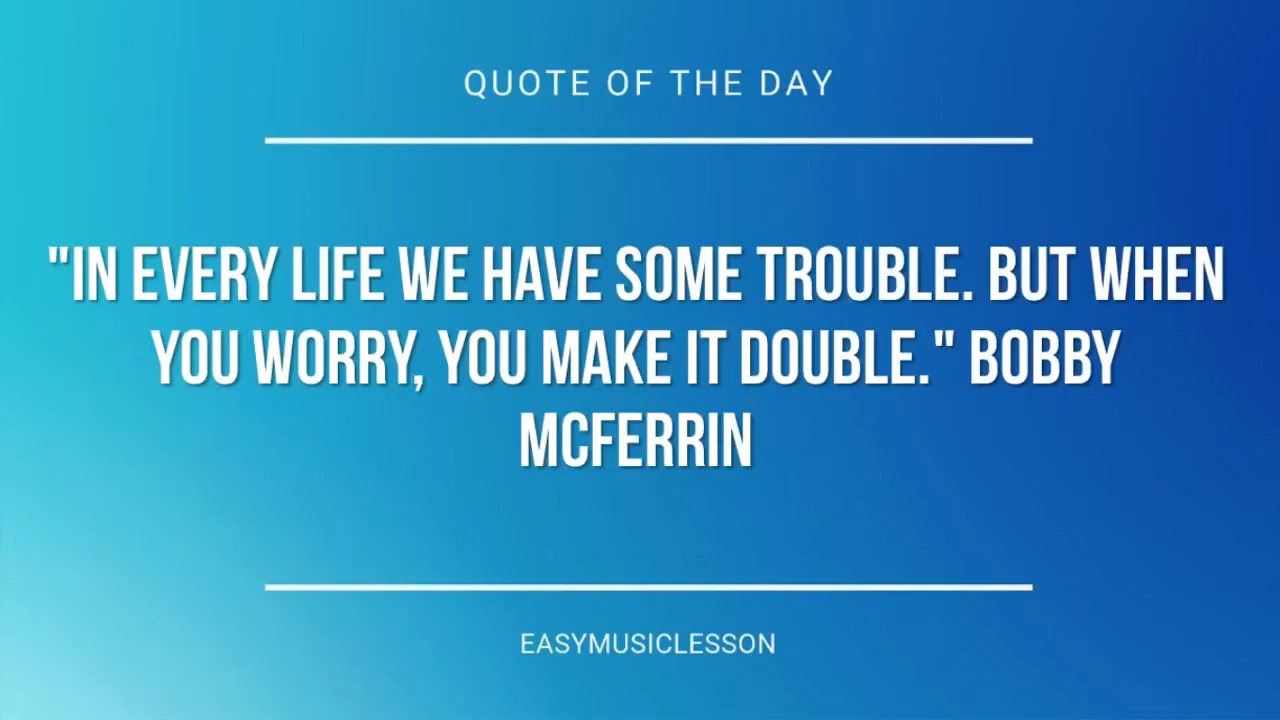 QUOTE OF THE DAY
"IN EVERY LIFE WE HAVE SOME TROUBLE. BUT WHEN
YOU WORRY, YOU MAKE IT DOUBLE." BOBBY
MCFERRIN
EASYMUSICLESSON